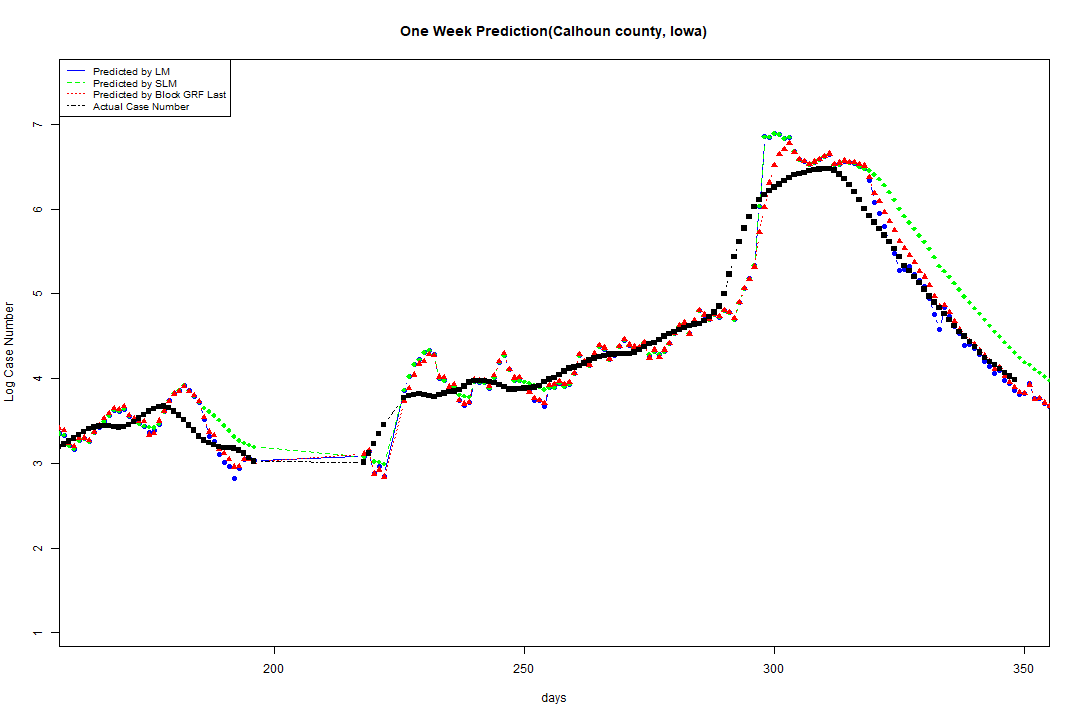 One Week Prediction(Calhoun county, Iowa)
Predicted by LM
Predicted by SLM
Predicted by Block GRF Last
Actual Case Number
7
6
5
4
3
2
1
Log Case Number
200 250 300 350
days